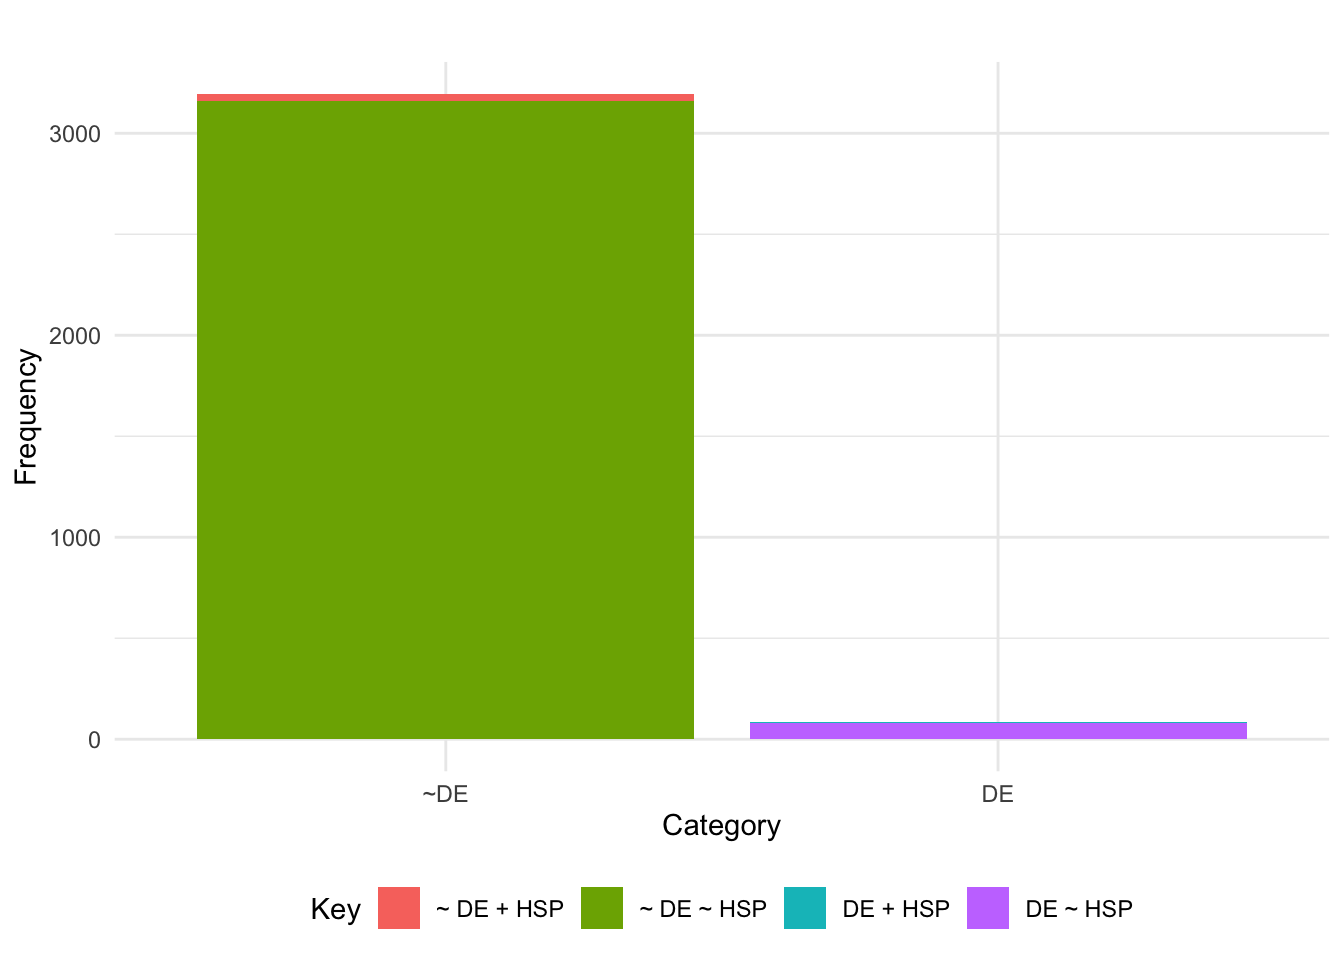 3000
2000
1000
0
Frequency
~DE
DE
Category
Key
~ DE + HSP
~ DE ~ HSP
DE + HSP
DE ~ HSP